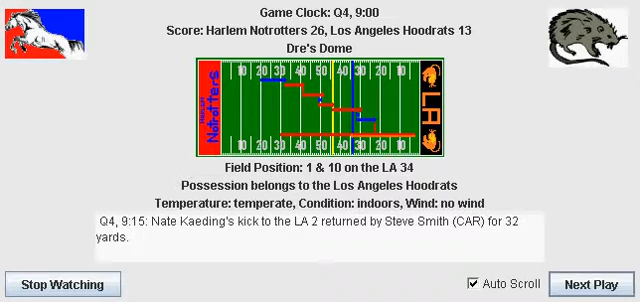 Game Clock: Q4, 9:00
Score: Harlem Notrotters 26, Los Angeles Hoodrats 13
Dre's Dome
10 20 30 40 50 40 30 20 10
HARLEM
Notrotters
LA
10 20 30 40 50 40 30 20 10
Field Position: 1 & 10 on the LA 34
Possession belongs to the Los Angeles Hoodrats
Temperature: temperate, Condition: indoors, Wind: no wind
Q4, 9:15: Nate Kaeding's kick to the LA 2 returned by Steve Smith (CAR) for 32
yards.
Stop Watching
Auto Scroll
Next Play